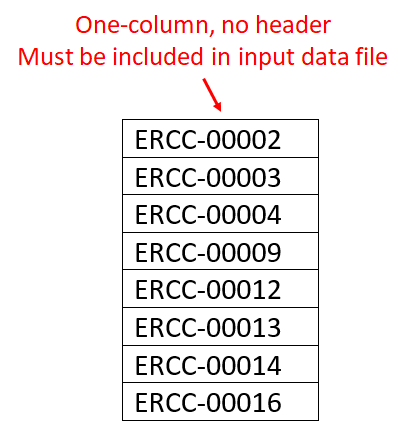 One-column, no header
Must be included in input data file
ERCC-00002
ERCC-00003
ERCC-00004
ERCC-00009
ERCC-00012
ERCC-00013
ERCC-00014
ERCC-00016